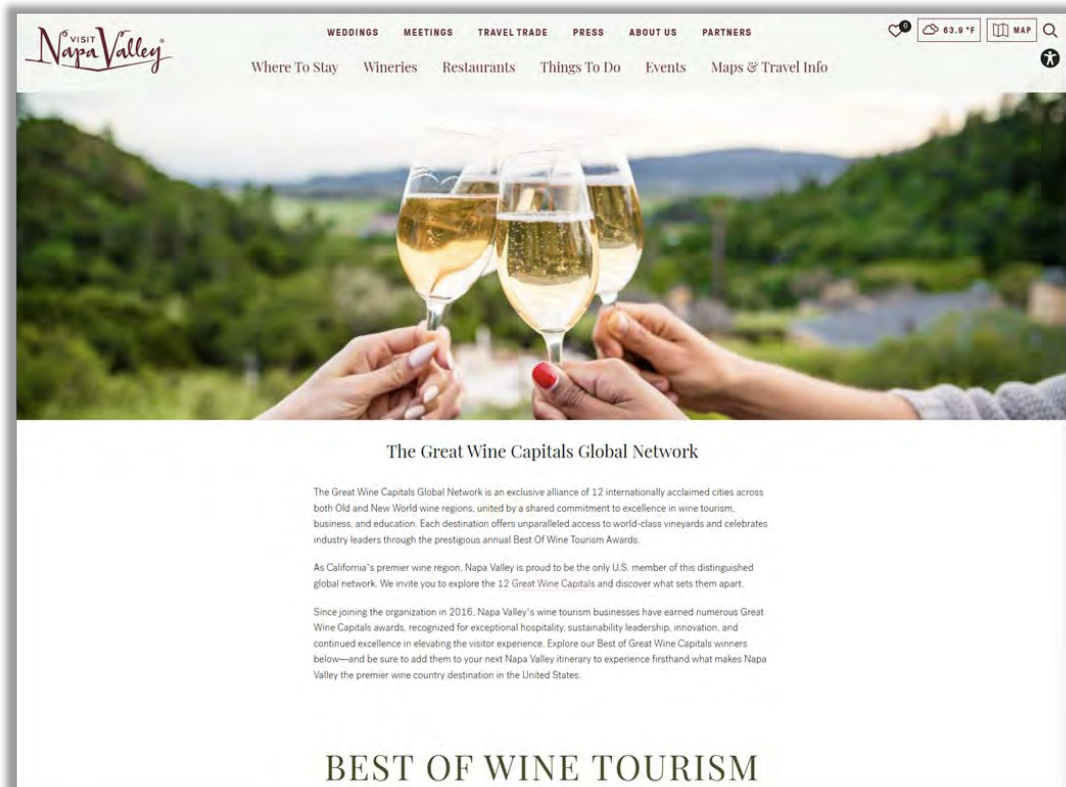 VISIT
Napa Valley®
WEDDINGS MEETINGS TRAVEL TRADE PRESS ABOUT US PARTNERS
0 63.9 °F MAP
Where To Stay Wineries Restaurants Things To Do Events Maps & Travel Info
The Great Wine Capitals Global Network
The Great Wine Capitals Global Network is an exclusive alliance of 12 internationally acclaimed cities across
both Old and New World wine regions, united by a shared commitment to excellence in wine tourism,
business, and education. Each destination offers unparalleled access to world-class vineyards and celebrates
industry leaders through the prestigious annual Best Of Wine Tourism Awards.
As California's premier wine region, Napa Valley is proud to be the only U.S. member of this distinguished
global network. We invite you to explore the 12 Great Wine Capitals and discover what sets them apart.
Since joining the organization in 2016, Napa Valley's wine tourism businesses have earned numerous Great
Wine Capitals awards, recognized for exceptional hospitality, sustainability leadership, innovation, and
continued excellence in elevating the visitor experience. Explore our Best of Great Wine Capitals winners
below—and be sure to add them to your next Napa Valley itinerary to experience firsthand what makes Napa
Valley the premier wine country destination in the United States.
BEST OF WINE TOURISM